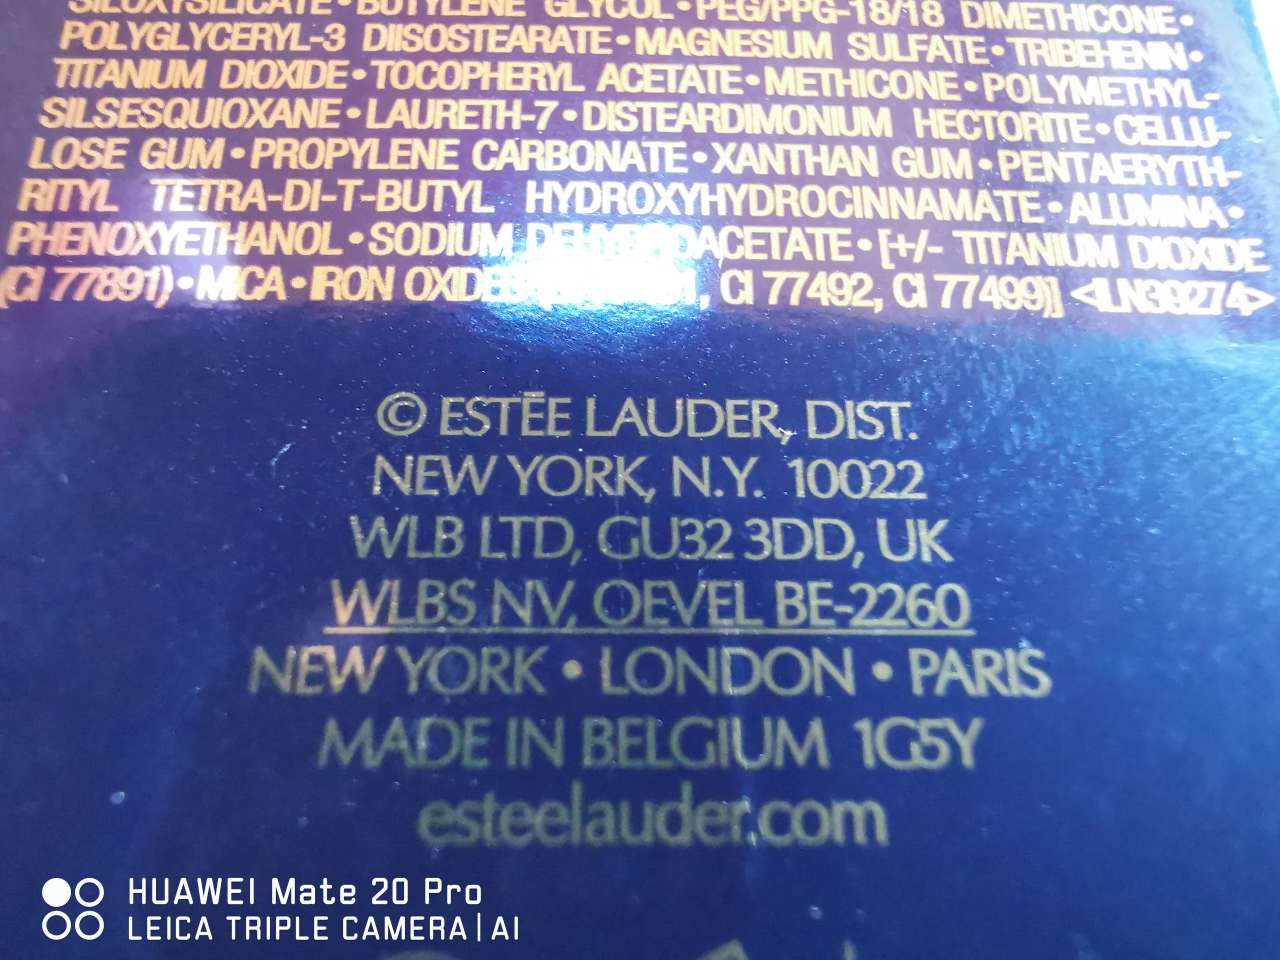 SILOXYSILICATE•BUTYLENE GLYCOL•PEG/PPG-18/18 DIMETHICONE•
POLYGLYCERYL-3 DIISOSTEARATE•MAGNESIUM SULFATE•TRIBEHENIN•
TITANIUM DIOXIDE•TOCOPHERYL ACETATE•METHICONE•POLYMETHYL-
SILSESQUIOXANE•LAURETH-7•DISTEARDIMONIUM HECTORITE•CELLU-
LOSE GUM•PROPYLENE CARBONATE•XANTHAN GUM•PENTAERYTH-
RITYL TETRA-DI-T-BUTYL HYDROXYHYDROCINNAMATE•ALUMINA•
PHENOXYETHANOL•SODIUM DEHYDROACETATE•[+/- TITANIUM DIOXIDE
(CI 77891)•MICA•IRON OXIDES , CI 77492, CI 77499)] <ILN39274>
© ESTĒE LAUDER, DIST.
NEW YORK, N.Y. 10022
WLB LTD, GU32 3DD, UK
WLBS NV, OEVEL BE-2260
NEW YORK • LONDON • PARIS
MADE IN BELGIUM 1G5Y
esteelauder.com
HUAWEI Mate 20 Pro
LEICA TRIPLE CAMERA | AI